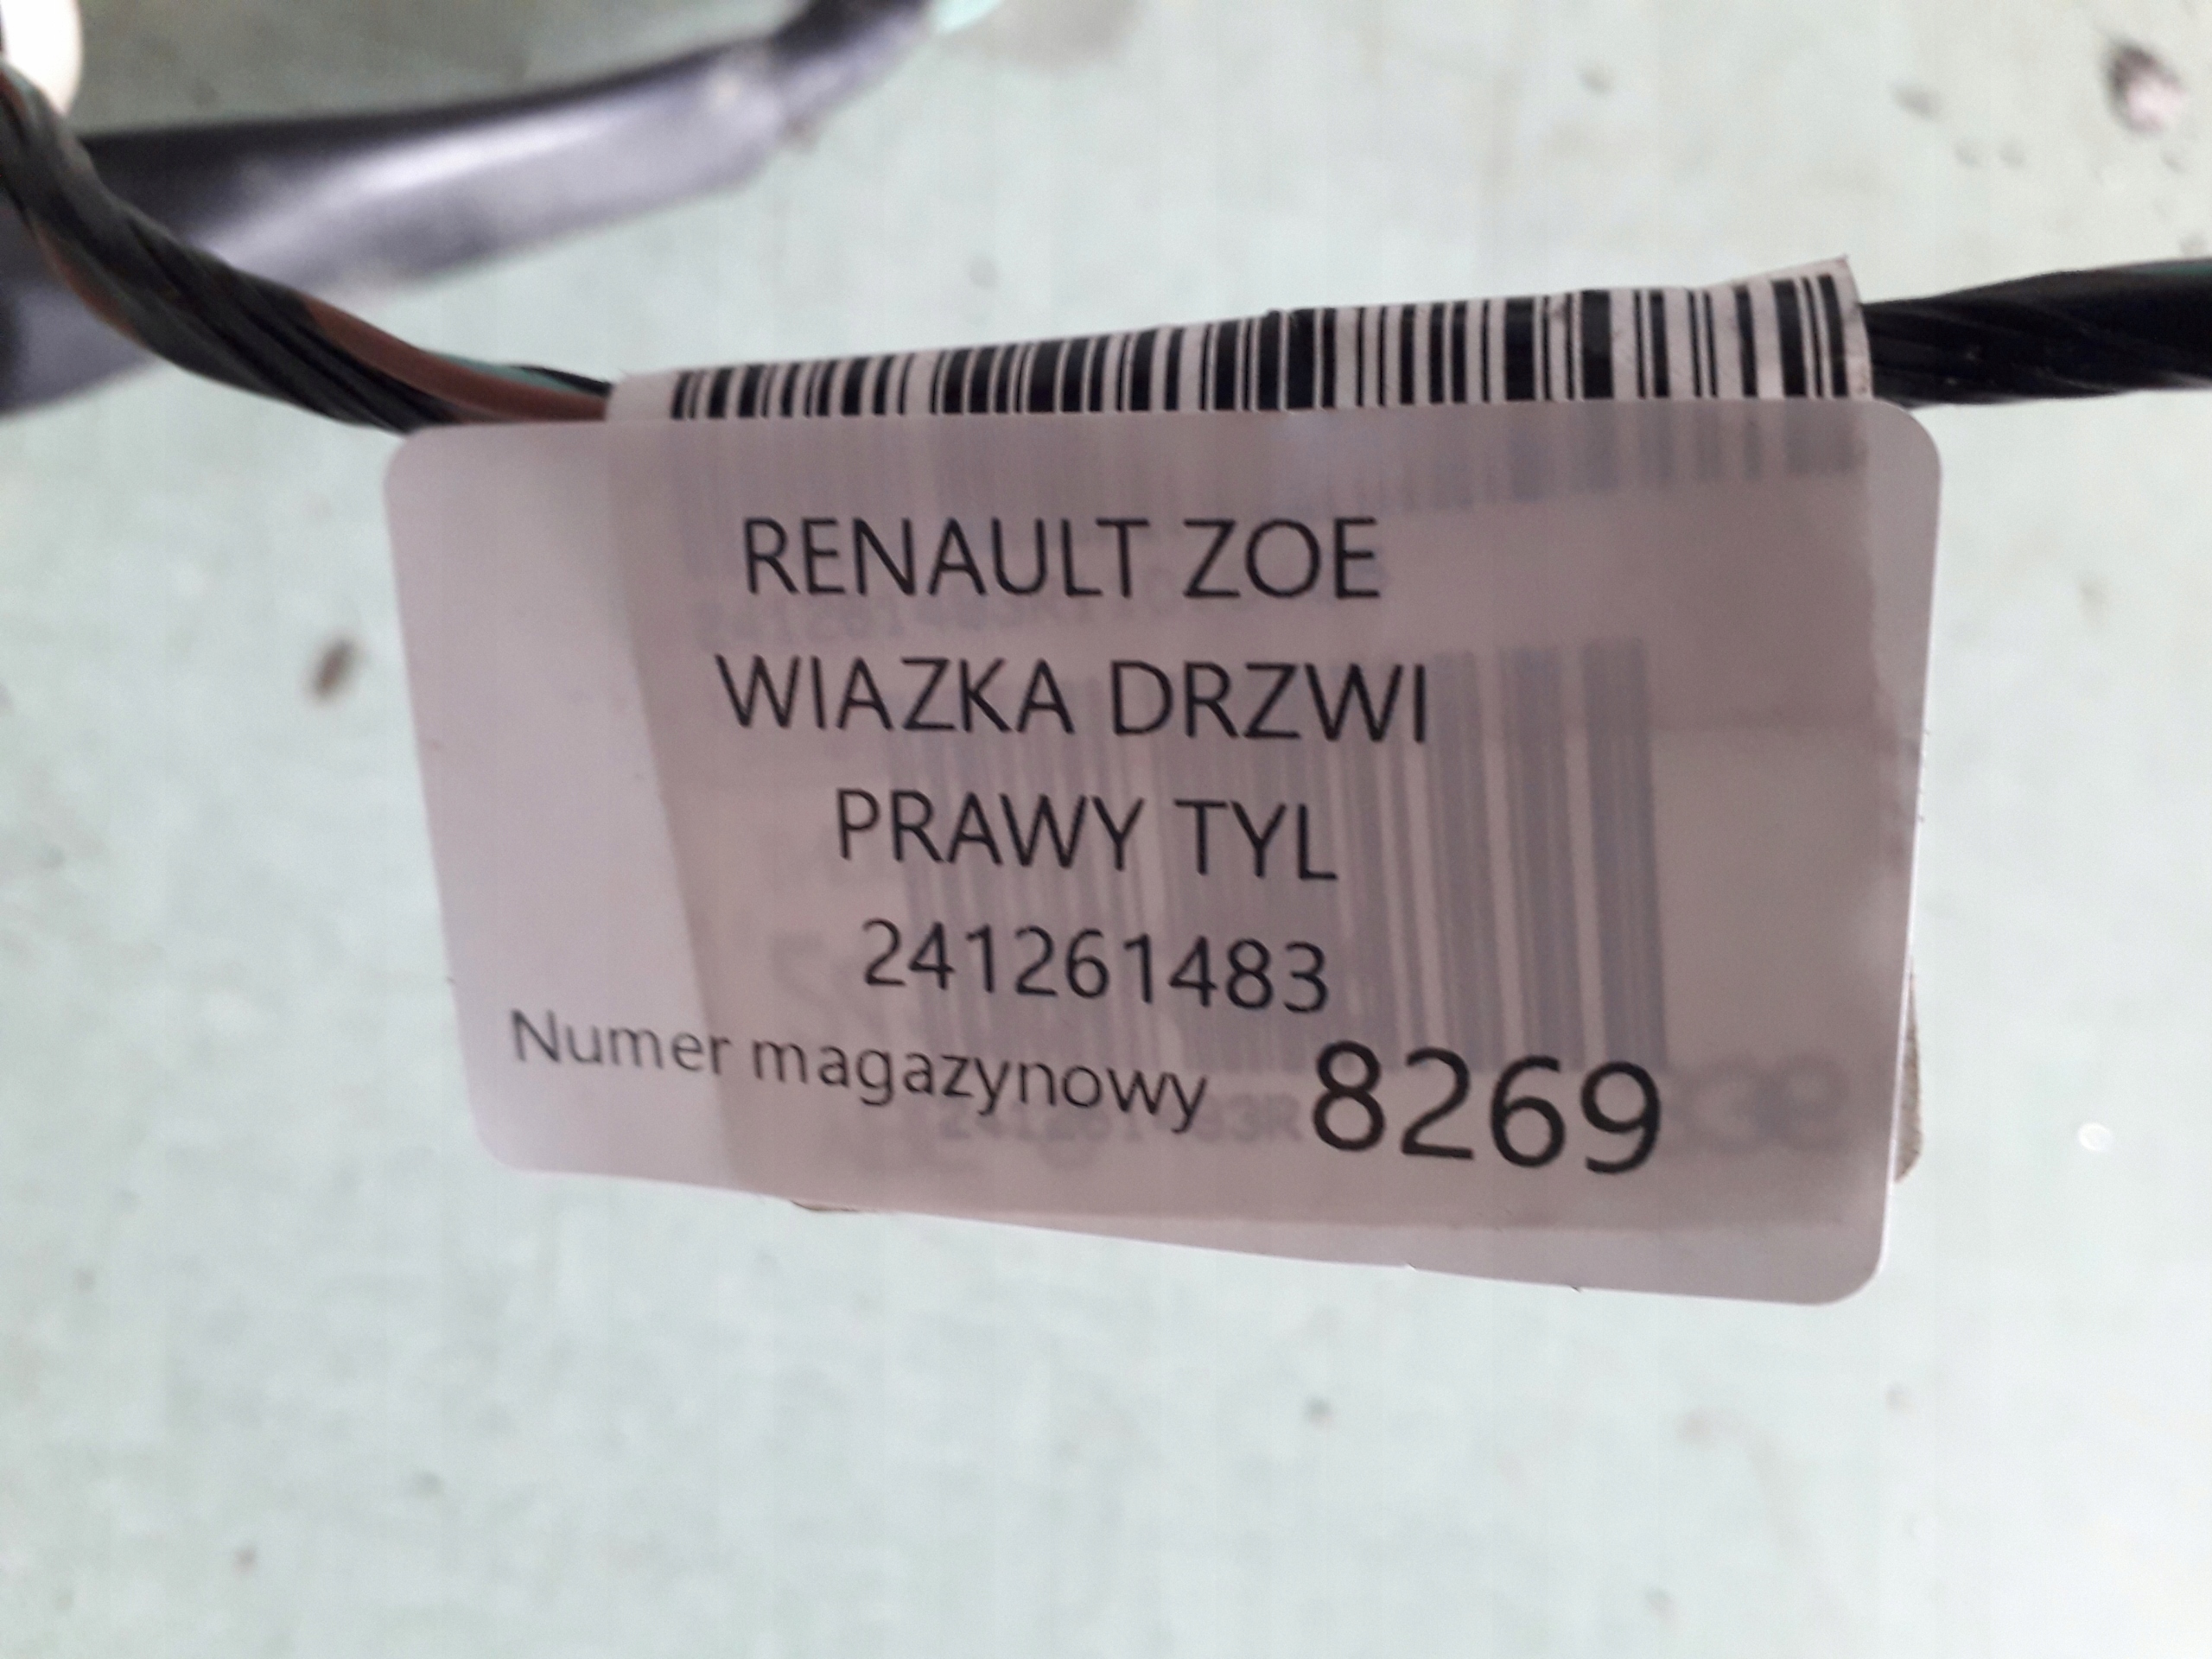 RENAULT ZOE
WIAZKA DRZWI
PRAWY TYL
241261483
Numer magazynowy 8269